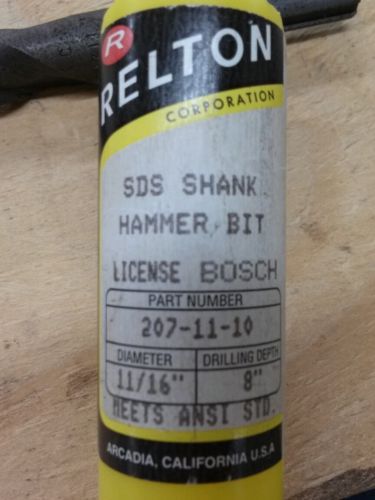 R
RELTON
CORPORATION
SDS SHANK
HAMMER BIT
LICENSE BOSCH
PART NUMBER
207-11-10
DIAMETER DRILLING DEPTH
11/16" 8"
MEETS ANSI STD.
ARCADIA, CALIFORNIA U.S.A